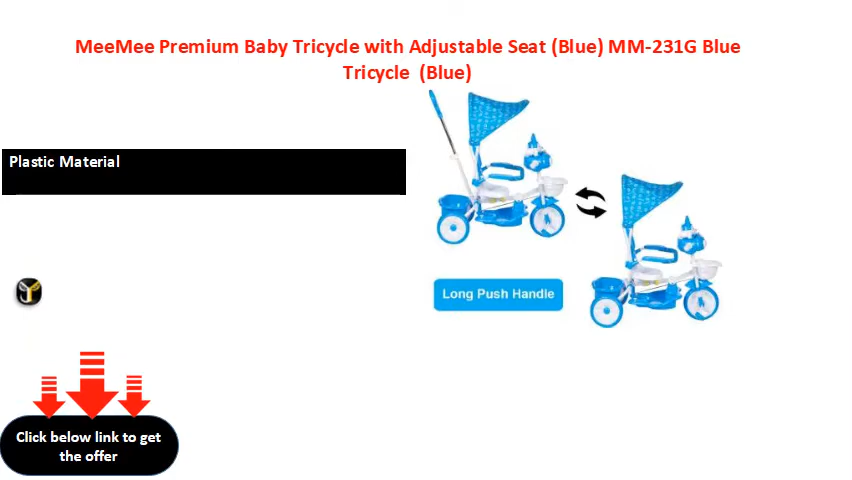 MeeMee Premium Baby Tricycle with Adjustable Seat (Blue) MM-231G Blue
Tricycle (Blue)
Plastic Material
Long Push Handle
Click below link to get
the offer